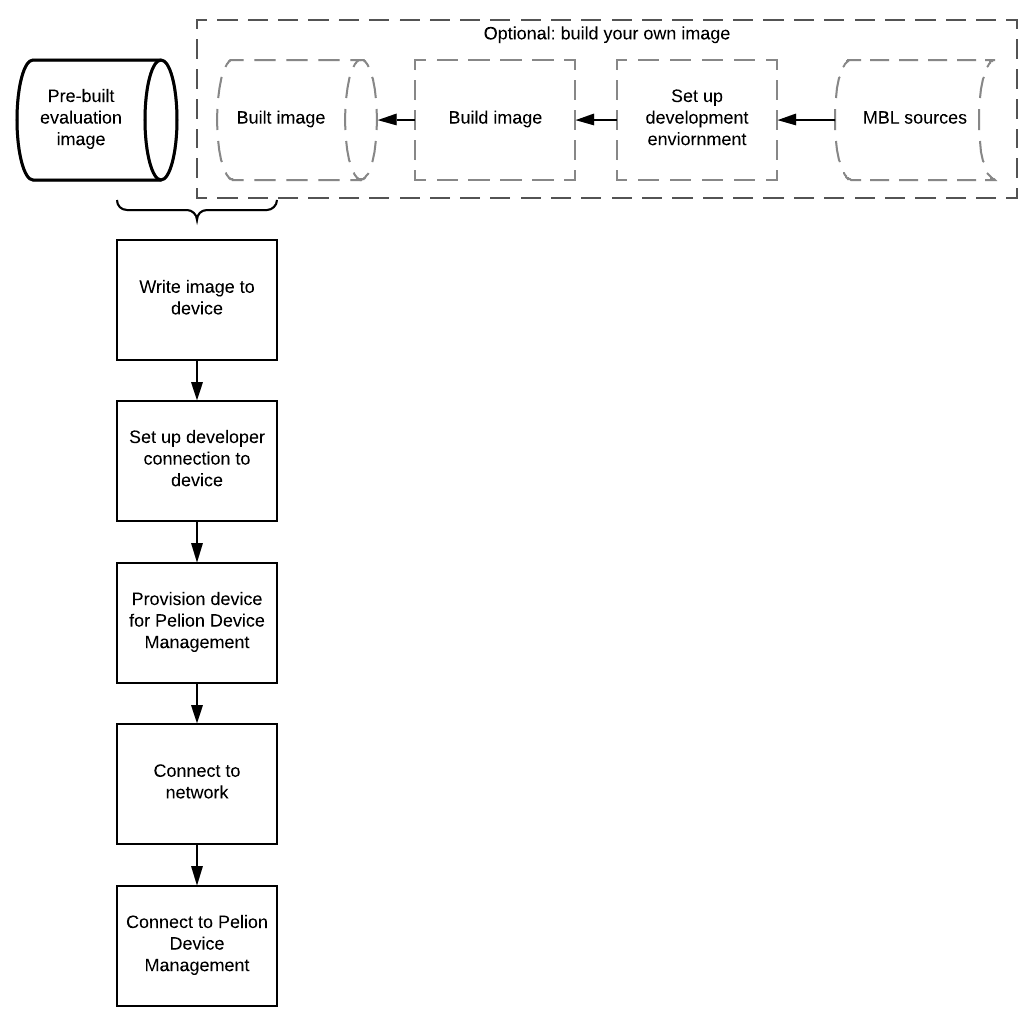 Optional: build your own image
Pre-built
evaluation
image
Built image
Build image
Set up
development
enviornment
MBL sources
Write image to
device
Set up developer
connection to
device
Provision device
for Pelion Device
Management
Connect to
network
Connect to Pelion
Device
Management